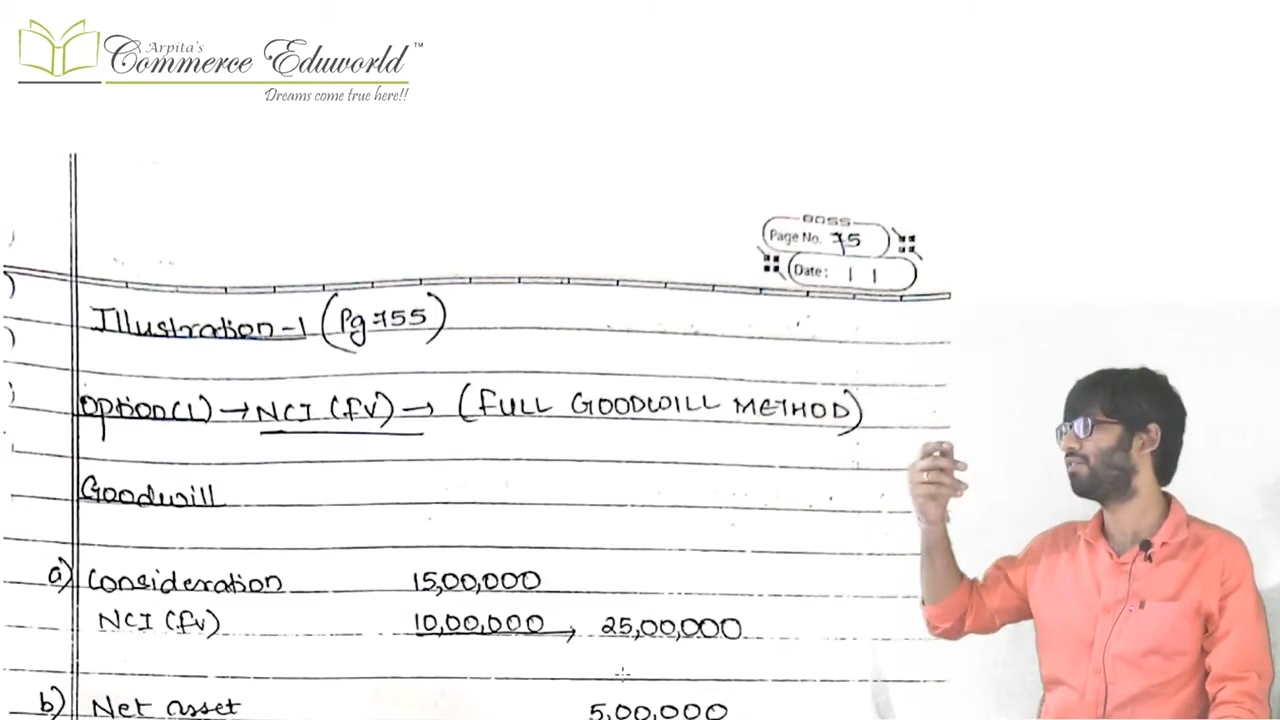 Arpita's
Commerce Eduworld™
Dreams come true here!!
BOSS
Page No. 75
Date: | |
Illustration-1 (Pg 755)
option(1) → NCI (fv) → (FULL GOODWILL METHOD)
Goodwill
a) Consideration 15,00,000
NCI (fv) 10,00,000 → 25,00,000
b) Net asset 5,00,000